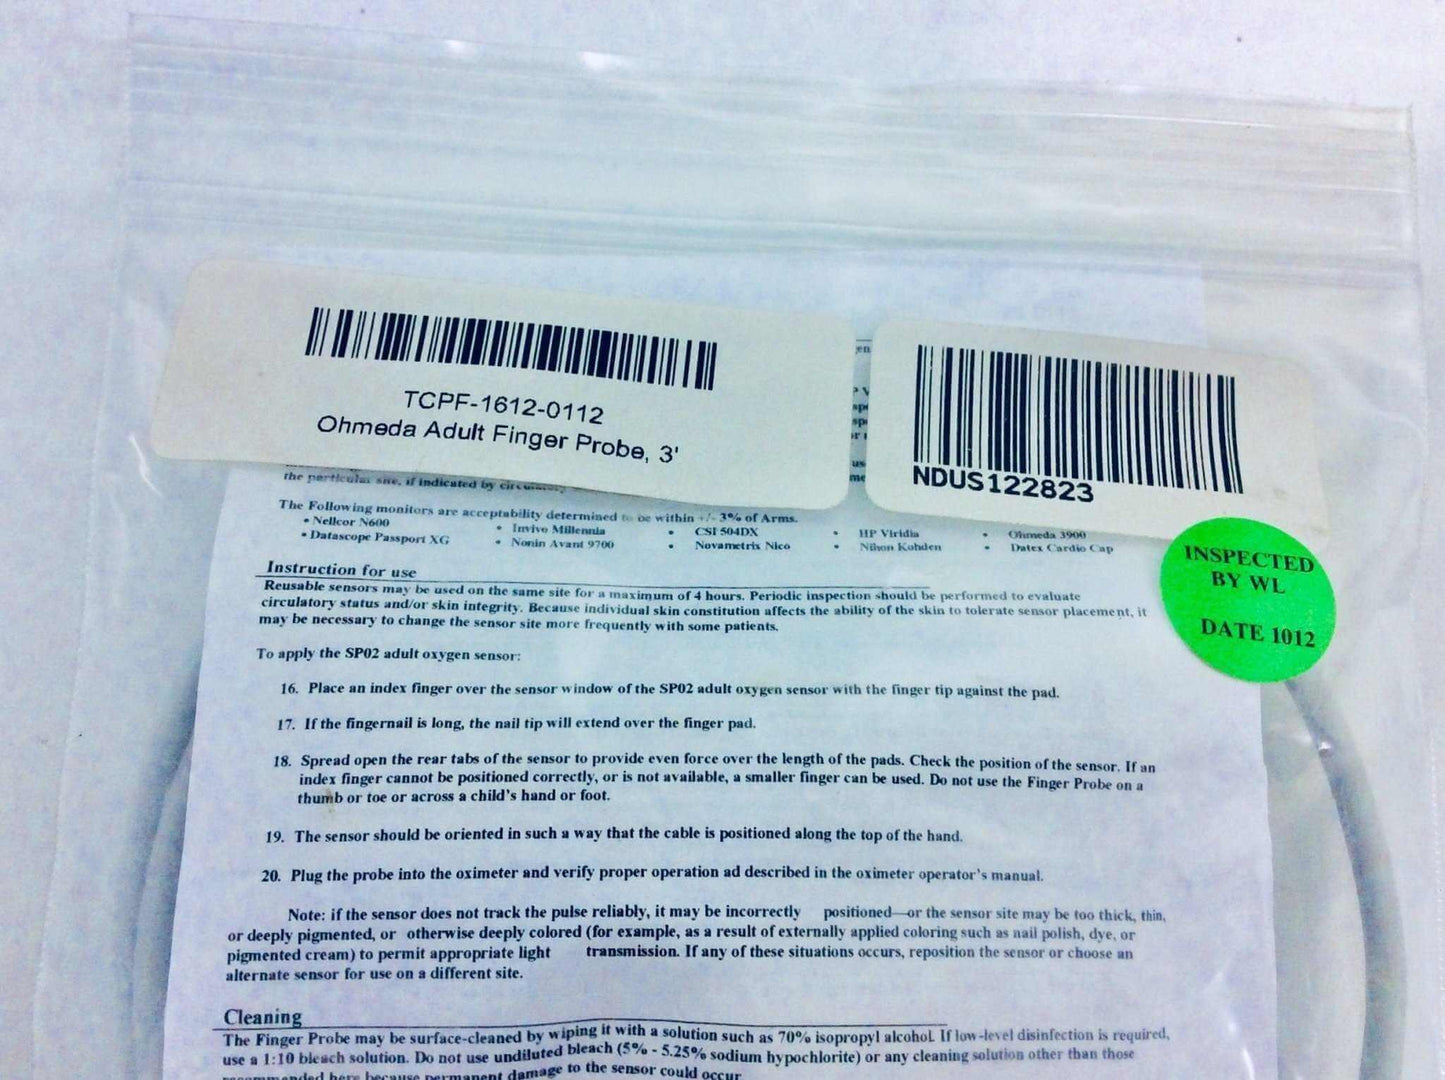 TCPF-1612-0112
Ohmeda Adult Finger Probe, 3'
NDUS122823
INSPECTED
BY WL
DATE 1012
the particular site, if indicated by
The Following monitors are acceptability determined to be within +/- 3% of Arms.
• Nellcor N600 • Invivo Millennia • CSI 504DX • HP Viridia • Ohmeda 3900
• Datascope Passport XG • Nonin Avant 9700 • Novametrix Nico • Nihon Kohden • Datex Cardio Cap
Instruction for use
Reusable sensors may be used on the same site for a maximum of 4 hours. Periodic inspection should be performed to evaluate
circulatory status and/or skin integrity. Because individual skin constitution affects the ability of the skin to tolerate sensor placement, it
may be necessary to change the sensor site more frequently with some patients.
To apply the SP02 adult oxygen sensor:
16. Place an index finger over the sensor window of the SP02 adult oxygen sensor with the finger tip against the pad.
17. If the fingernail is long, the nail tip will extend over the finger pad.
18. Spread open the rear tabs of the sensor to provide even force over the length of the pads. Check the position of the sensor. If an
index finger cannot be positioned correctly, or is not available, a smaller finger can be used. Do not use the Finger Probe on a
thumb or toe or across a child's hand or foot.
19. The sensor should be oriented in such a way that the cable is positioned along the top of the hand.
20. Plug the probe into the oximeter and verify proper operation ad described in the oximeter operator's manual.
Note: if the sensor does not track the pulse reliably, it may be incorrectly positioned—or the sensor site may be too thick, thin,
or deeply pigmented, or otherwise deeply colored (for example, as a result of externally applied coloring such as nail polish, dye, or
pigmented cream) to permit appropriate light transmission. If any of these situations occurs, reposition the sensor or choose an
alternate sensor for use on a different site.
Cleaning
The Finger Probe may be surface-cleaned by wiping it with a solution such as 70% isopropyl alcohol. If low-level disinfection is required,
use a 1:10 bleach solution. Do not use undiluted bleach (5% - 5.25% sodium hypochlorite) or any cleaning solution other than those
recommended here because permanent damage to the sensor could occur.